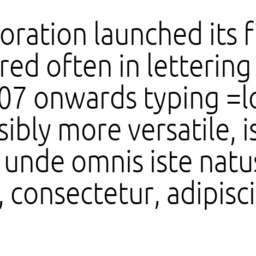 oration launched its f
red often in lettering
07 onwards typing =lo
sibly more versatile, is
unde omnis iste natus
, consectetur, adipisci